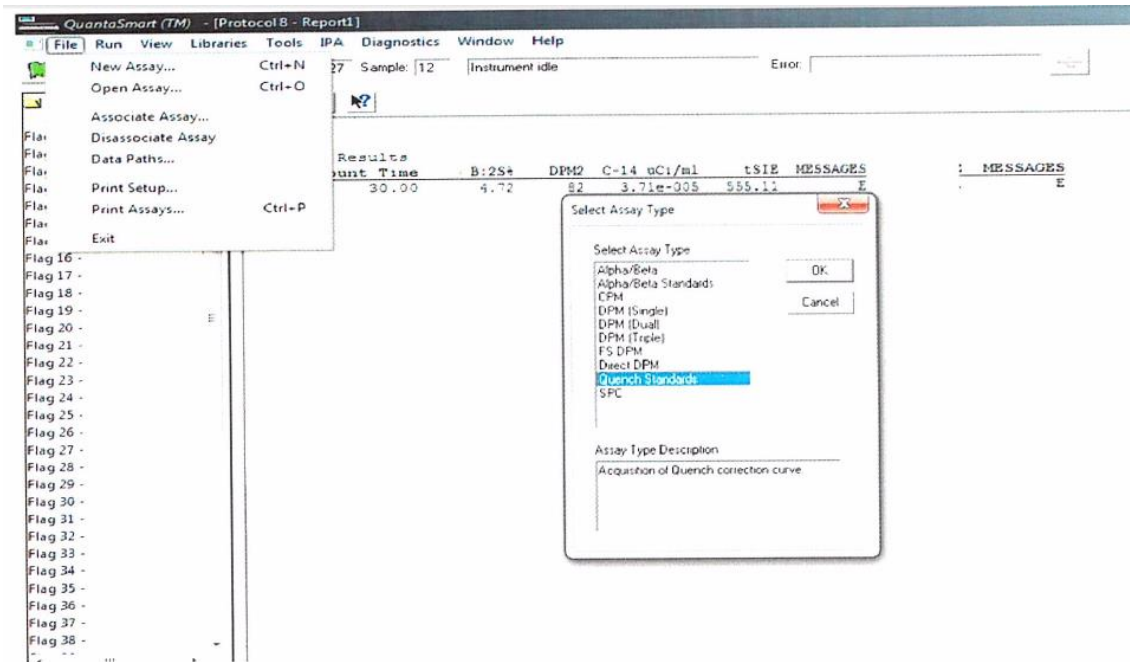 QuantaSmart (TM) - [Protocol 8 - Report1]
File Run View Libraries Tools IPA Diagnostics Window Help
New Assay... Ctrl+N
Open Assay... Ctrl+O
Associate Assay...
Disassociate Assay
Data Paths...
Print Setup...
Print Assays... Ctrl+P
Exit
27 Sample: 12 Instrument idle Error:
Results
ount Time B:2S% DPM2 C-14 uCi/ml tSIE MESSAGES : MESSAGES
30.00 4.72 82 3.71e-005 555.11 E . E
Flag 16 -
Flag 17 -
Flag 18 -
Flag 19 -
Flag 20 -
Flag 21 -
Flag 22 -
Flag 23 -
Flag 24 -
Flag 25 -
Flag 26 -
Flag 27 -
Flag 28 -
Flag 29 -
Flag 30 -
Flag 31 -
Flag 32 -
Flag 33 -
Flag 34 -
Flag 35 -
Flag 36 -
Flag 37 -
Flag 38 -
Select Assay Type
Select Assay Type
Alpha/Beta
Alpha/Beta Standards
CPM
DPM (Single)
DPM (Dual)
DPM (Triple)
FS DPM
Direct DPM
Quench Standards
SPC
OK
Cancel
Assay Type Description
Acquisition of Quench correction curve